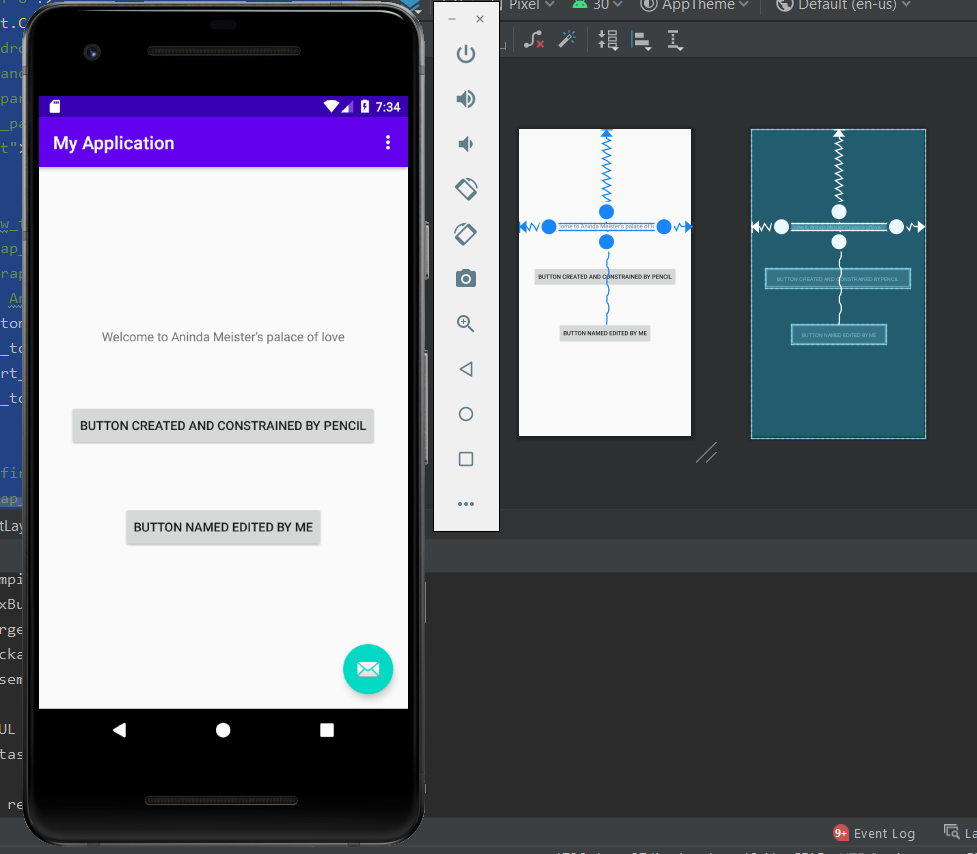 Pixel
30
AppTheme
Default (en-us)
7:34
My Application
Welcome to Aninda Meister's palace of love
BUTTON CREATED AND CONSTRAINED BY PENCIL
BUTTON NAMED EDITED BY ME
ome to Aninda Meister's palace of l
BUTTON CREATED AND CONSTRAINED BY PENCIL
BUTTON NAMED EDITED BY ME
BUTTON CREATED AND CONSTRAINED BY PENCIL
BUTTON NAMED EDITED BY ME
9+ Event Log
La